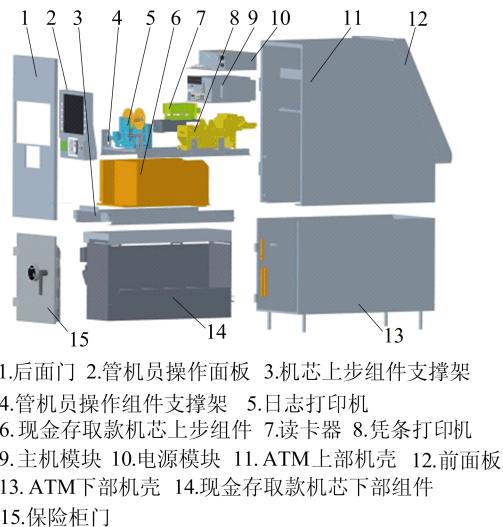 1 2 3 4 5 6 7 8 9 10 11 12
15 14 13
1.后面门 2.管机员操作面板 3.机芯上步组件支撑架
4.管机员操作组件支撑架 5.日志打印机
6.现金存取款机芯上步组件 7.读卡器 8.凭条打印机
9.主机模块 10.电源模块 11.ATM上部机壳 12.前面板
13.ATM下部机壳 14.现金存取款机芯下部组件
15.保险柜门